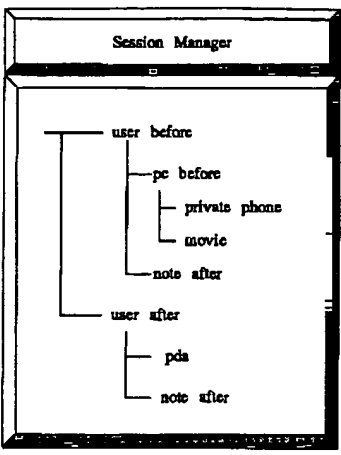 Session Manager
user before
pc before
private phone
movie
note after
user after
pda
note after